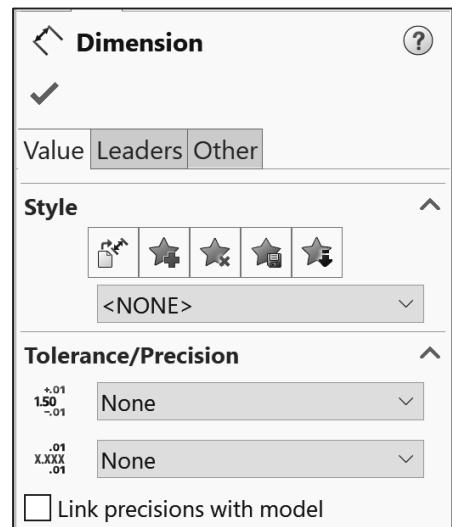 Dimension ?
Value Leaders Other
Style
<NONE>
Tolerance/Precision
+.01
1.50
-.01
None
.01
X.XXX
.01
None
Link precisions with model